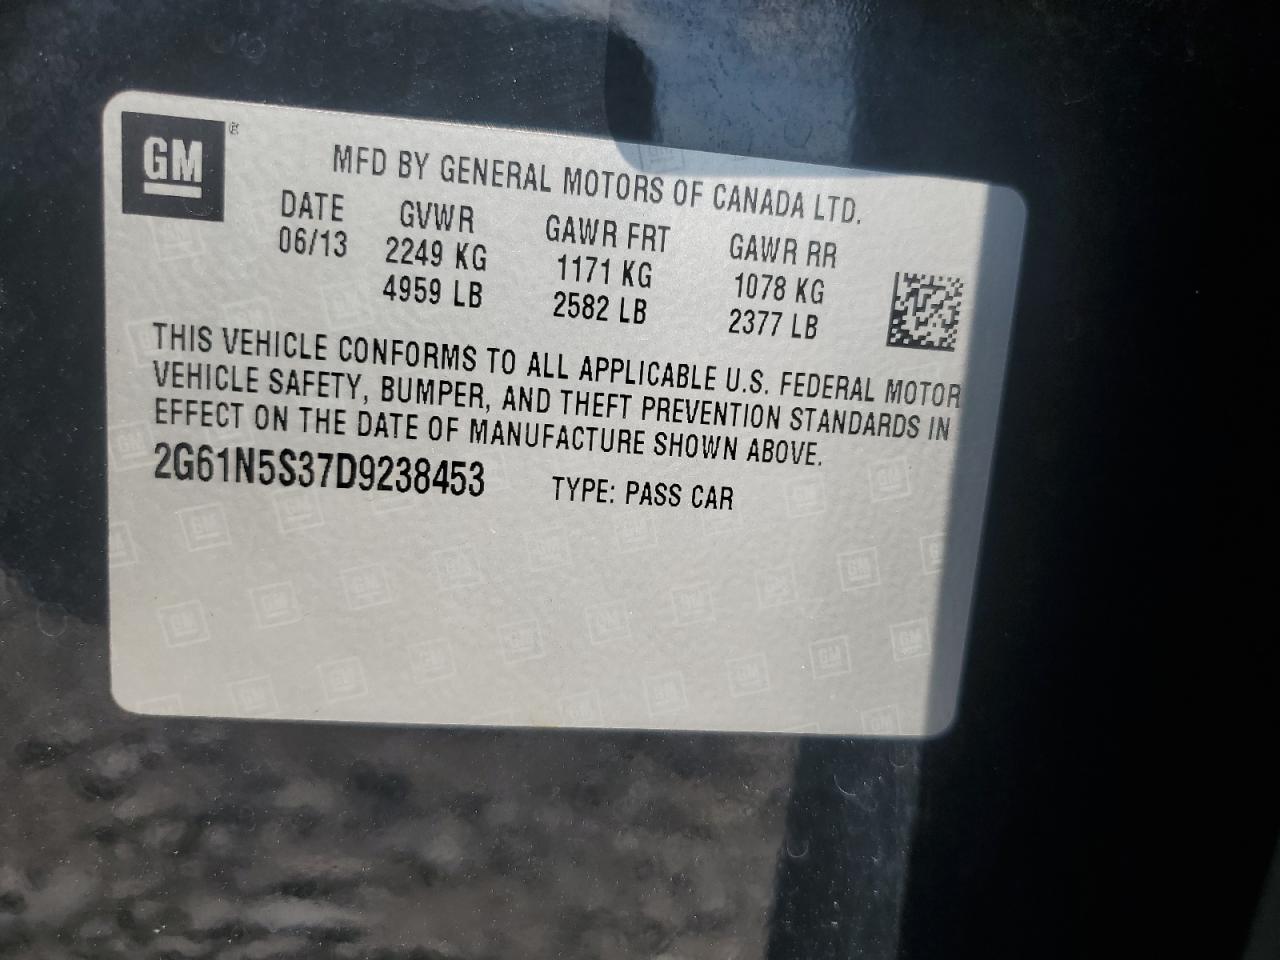 GM ®
MFD BY GENERAL MOTORS OF CANADA LTD.
DATE GVWR GAWR FRT GAWR RR
06/13 2249 KG 1171 KG 1078 KG
4959 LB 2582 LB 2377 LB
THIS VEHICLE CONFORMS TO ALL APPLICABLE U.S. FEDERAL MOTOR
VEHICLE SAFETY, BUMPER, AND THEFT PREVENTION STANDARDS IN
EFFECT ON THE DATE OF MANUFACTURE SHOWN ABOVE.
2G61N5S37D9238453 TYPE: PASS CAR